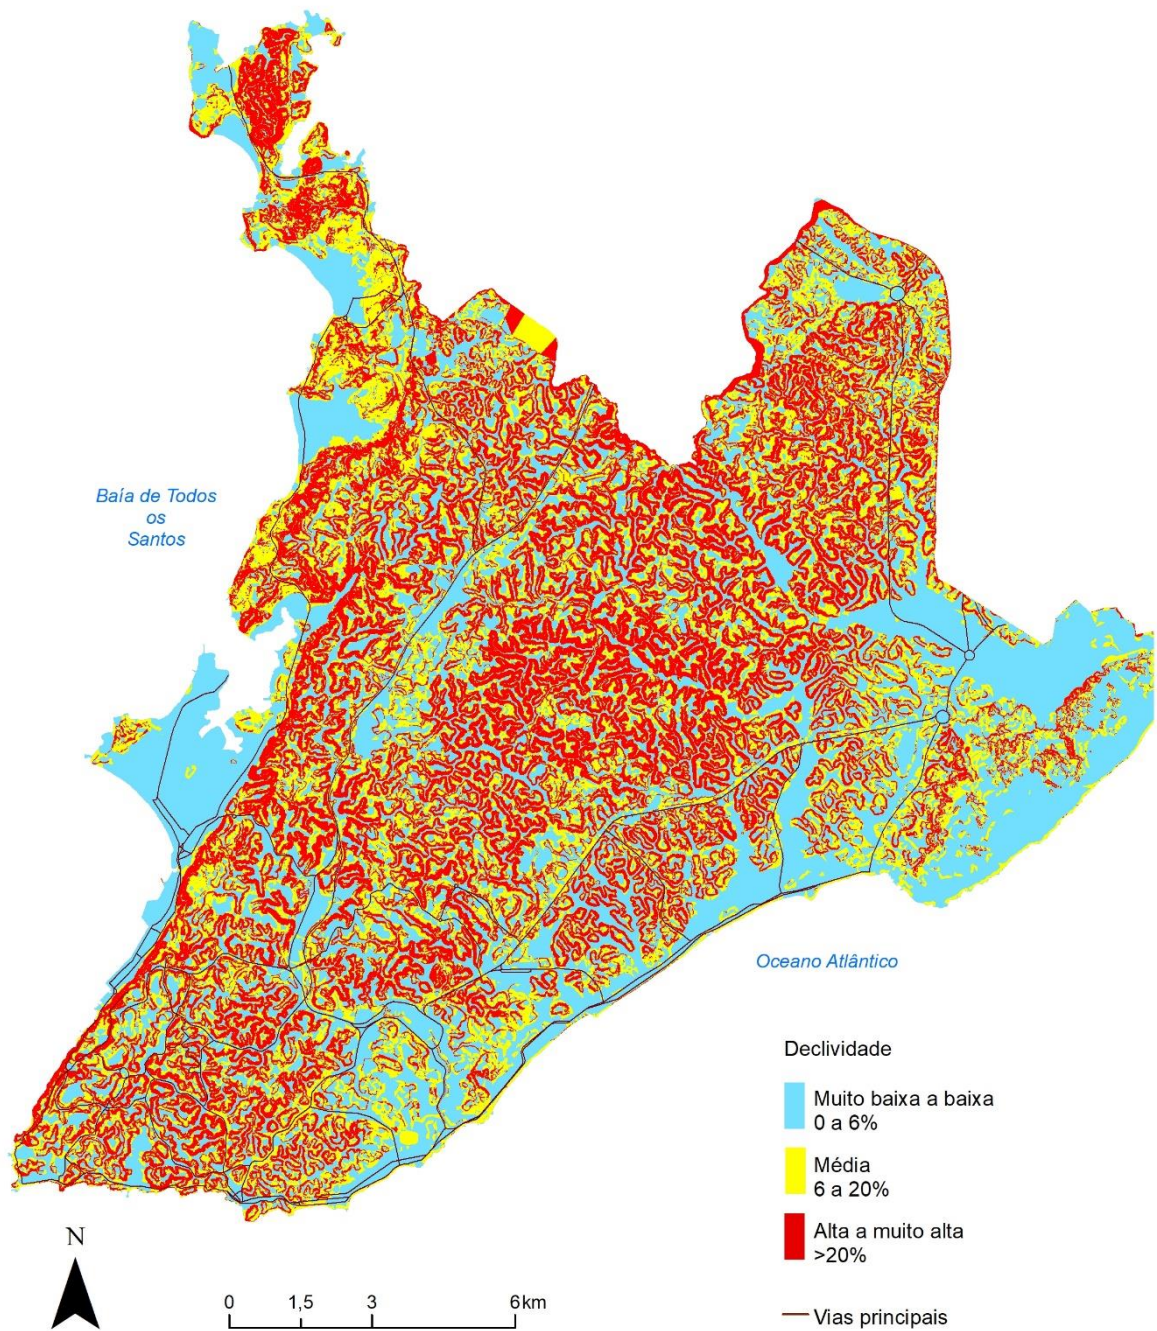 Baía de Todos
os
Santos
Oceano Atlântico
Declividade
Muito baixa a baixa
0 a 6%
Média
6 a 20%
Alta a muito alta
>20%
N
0 1,5 3 6km
Vias principais